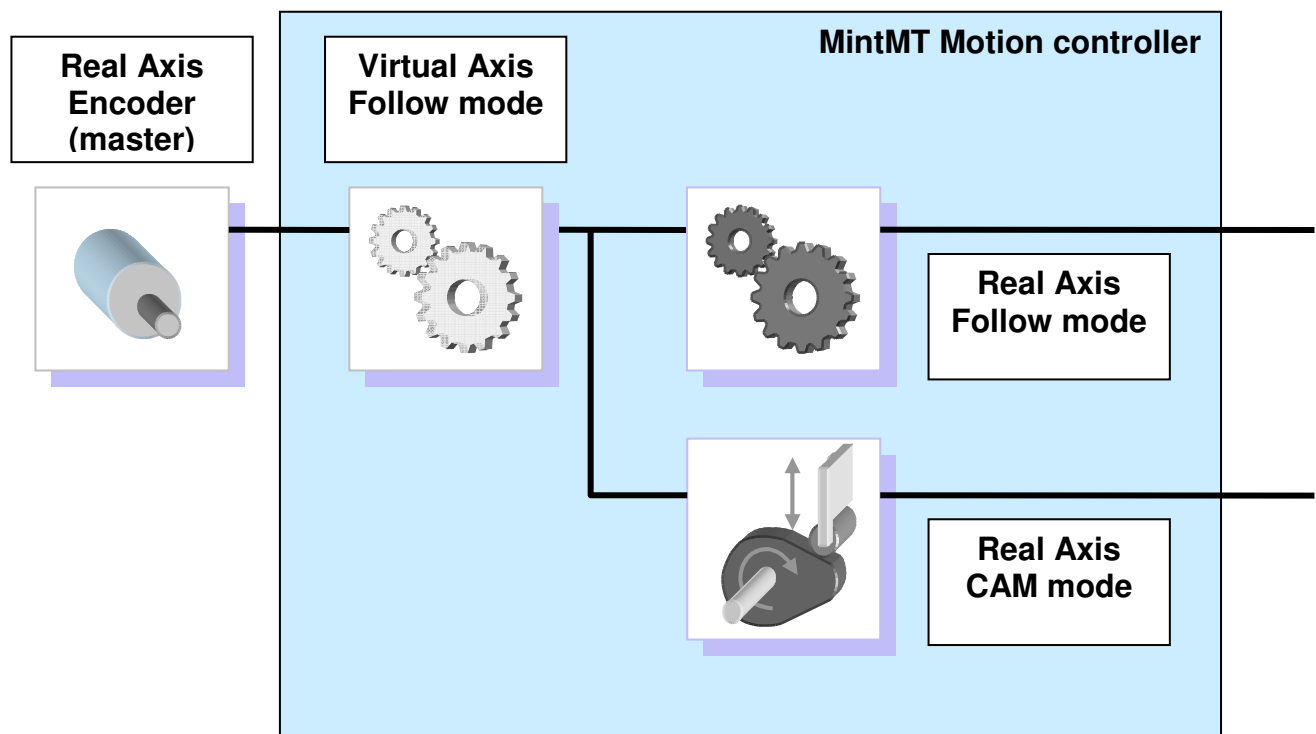 MintMT Motion controller
Real Axis
Encoder
(master)
Virtual Axis
Follow mode
Real Axis
Follow mode
Real Axis
CAM mode